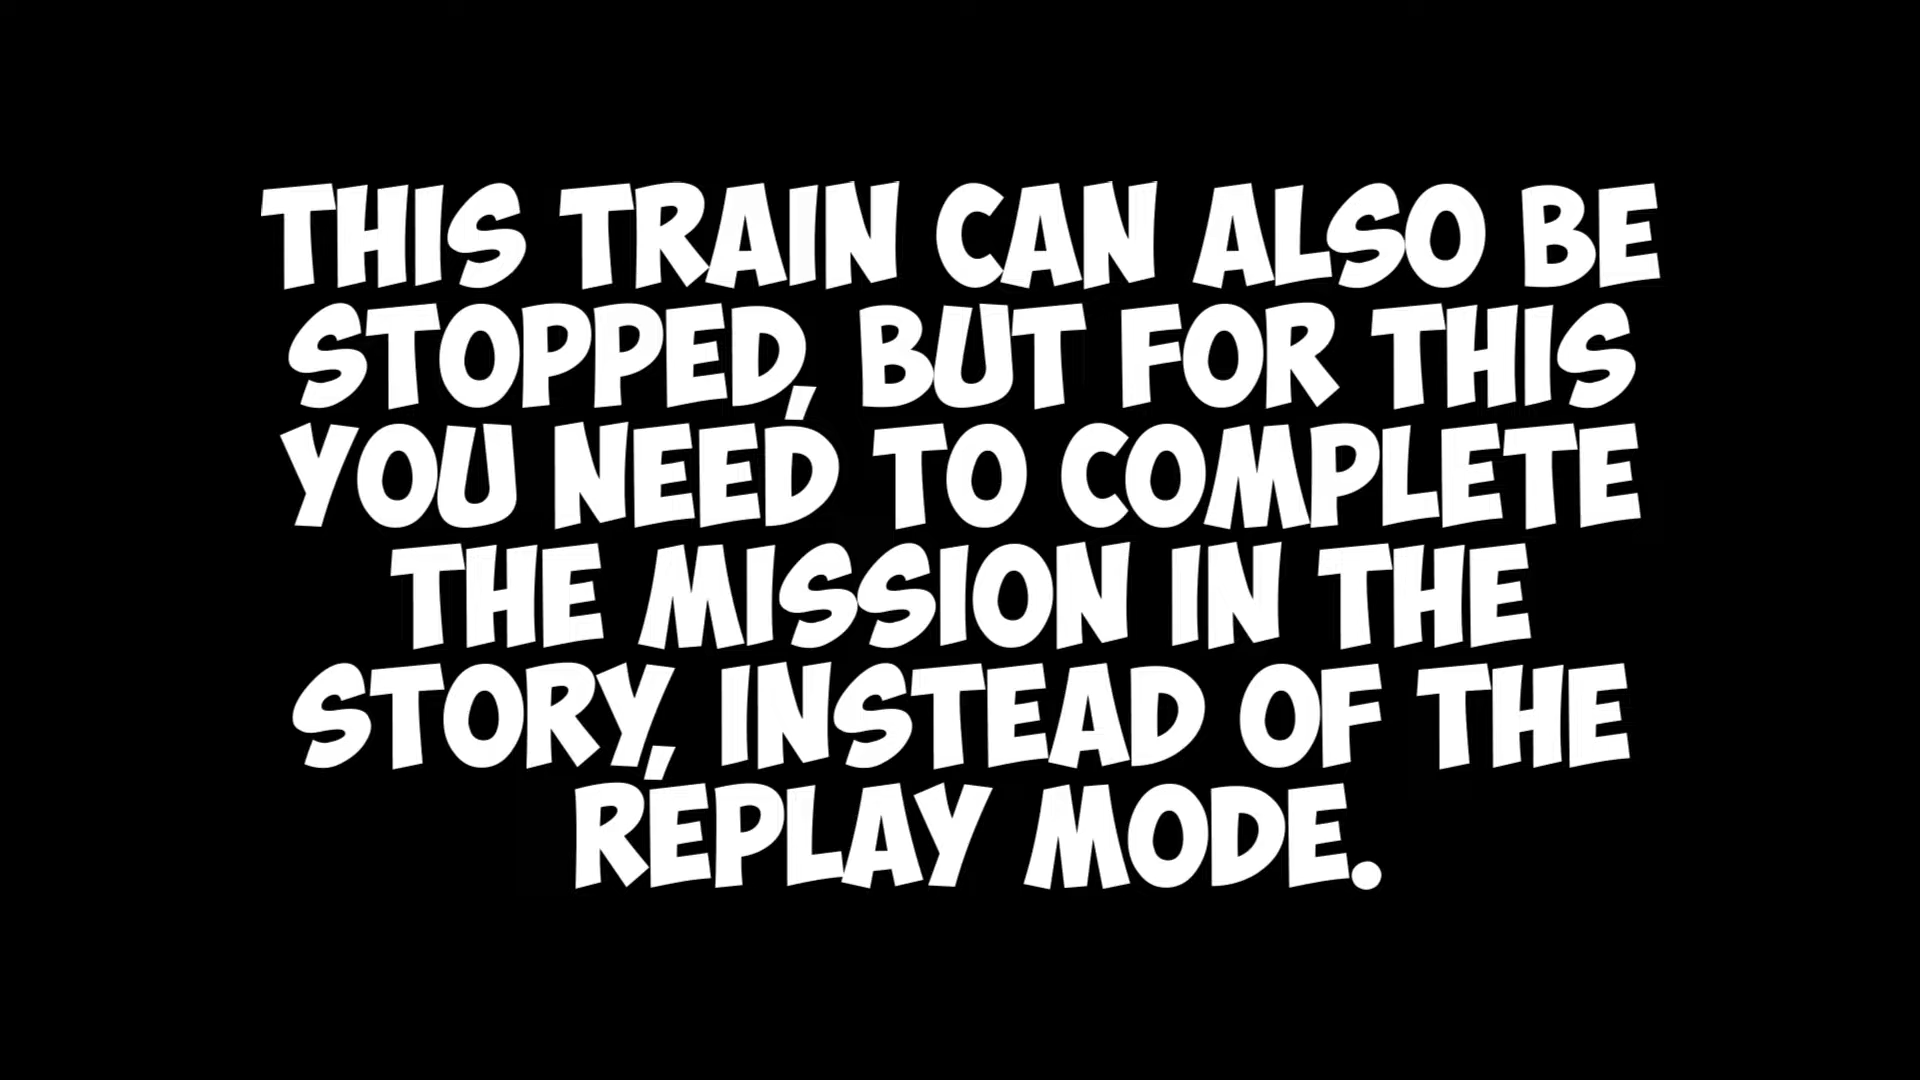 THIS TRAIN CAN ALSO BE
STOPPED, BUT FOR THIS
YOU NEED TO COMPLETE
THE MISSION IN THE
STORY, INSTEAD OF THE
REPLAY MODE.